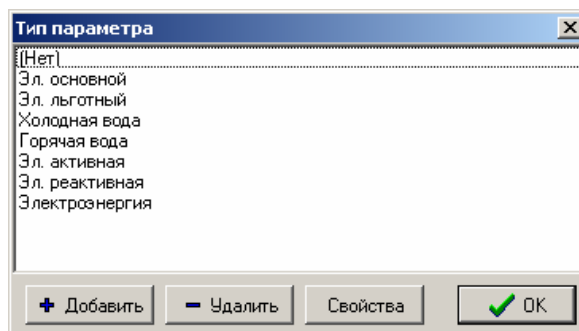 Тип параметра
(Нет)
Эл. основной
Эл. льготный
Холодная вода
Горячая вода
Эл. активная
Эл. реактивная
Электроэнергия
Добавить Удалить Свойства OK